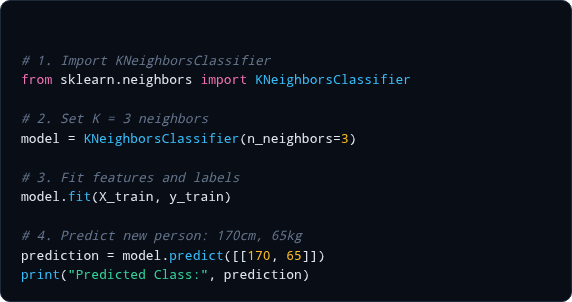 # 1. Import KNeighborsClassifier
from sklearn.neighbors import KNeighborsClassifier
# 2. Set K = 3 neighbors
model = KNeighborsClassifier(n_neighbors=3)
# 3. Fit features and labels
model.fit(X_train, y_train)
# 4. Predict new person: 170cm, 65kg
prediction = model.predict([[170, 65]])
print("Predicted Class:", prediction)